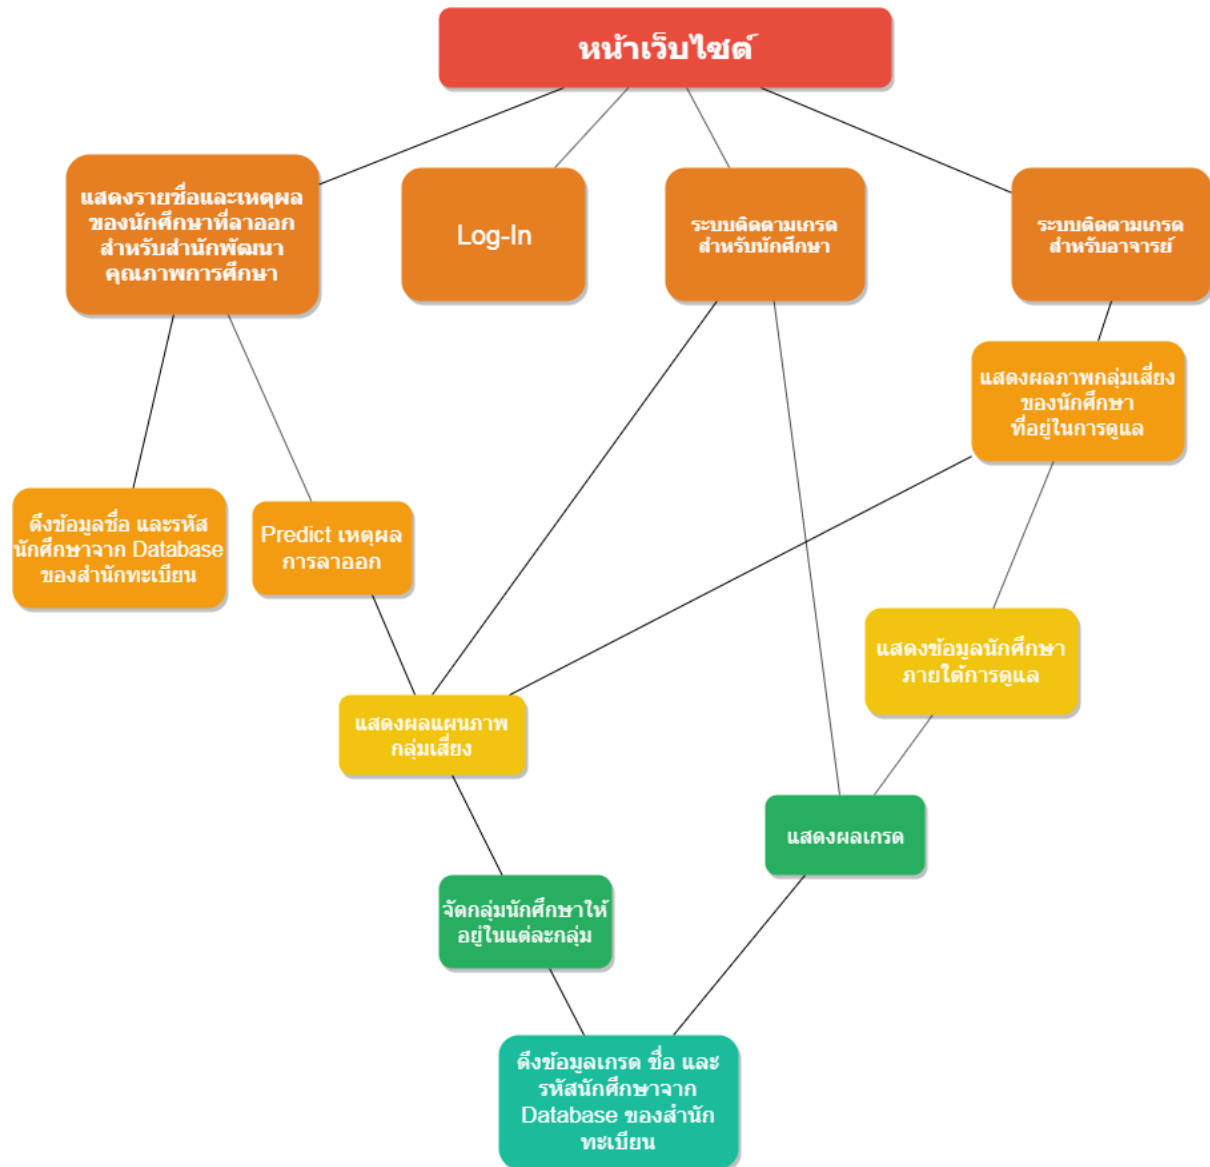 หน้าเว็บไซต์
แสดงรายชื่อและเหตุผล
ของนักศึกษาที่ลาออก
สำหรับสำนักพัฒนา
คุณภาพการศึกษา
Log-In
ระบบติดตามเกรด
สำหรับนักศึกษา
ระบบติดตามเกรด
สำหรับอาจารย์
แสดงผลภาพกลุ่มเสี่ยง
ของนักศึกษา
ที่อยู่ในการดูแล
ดึงข้อมูลชื่อ และรหัส
นักศึกษาจาก Database
ของสำนักทะเบียน
Predict เหตุผล
การลาออก
แสดงข้อมูลนักศึกษา
ภายใต้การดูแล
แสดงผลแผนภาพ
กลุ่มเสี่ยง
แสดงผลเกรด
จัดกลุ่มนักศึกษาให้
อยู่ในแต่ละกลุ่ม
ดึงข้อมูลเกรด ชื่อ และ
รหัสนักศึกษาจาก
Database ของสำนัก
ทะเบียน